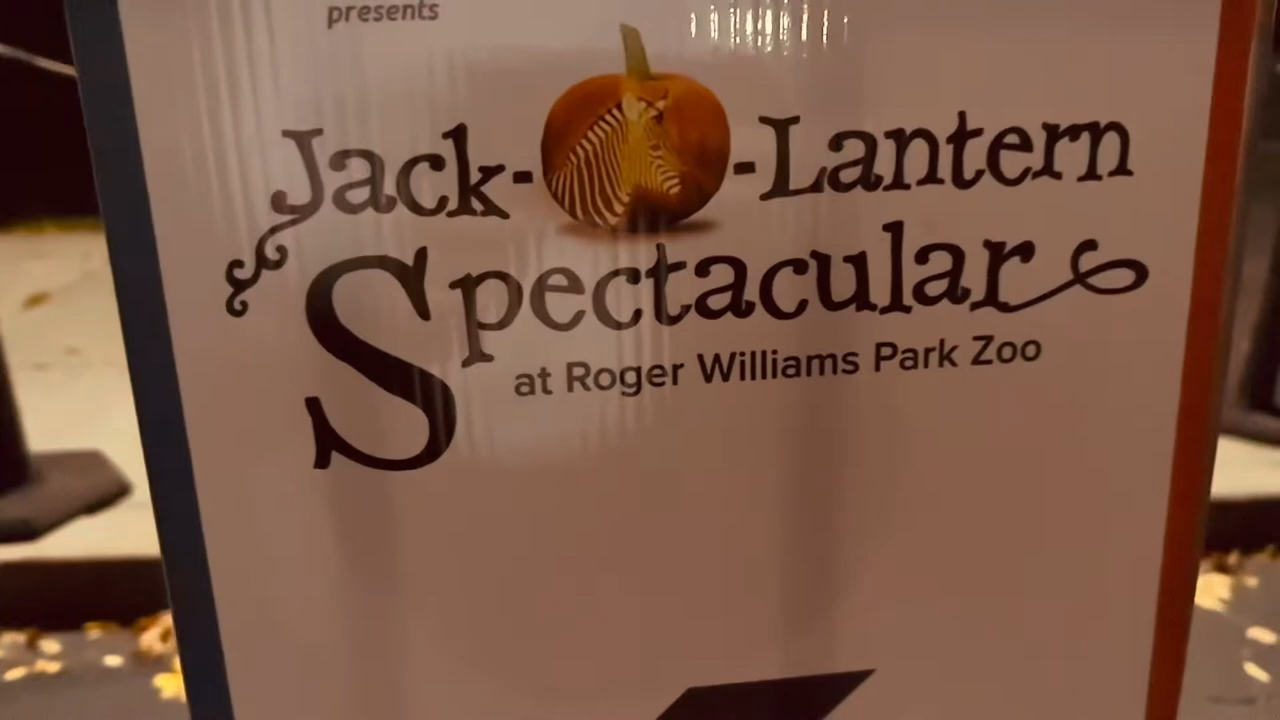 presents
Jack-O-Lantern
Spectacular
at Roger Williams Park Zoo